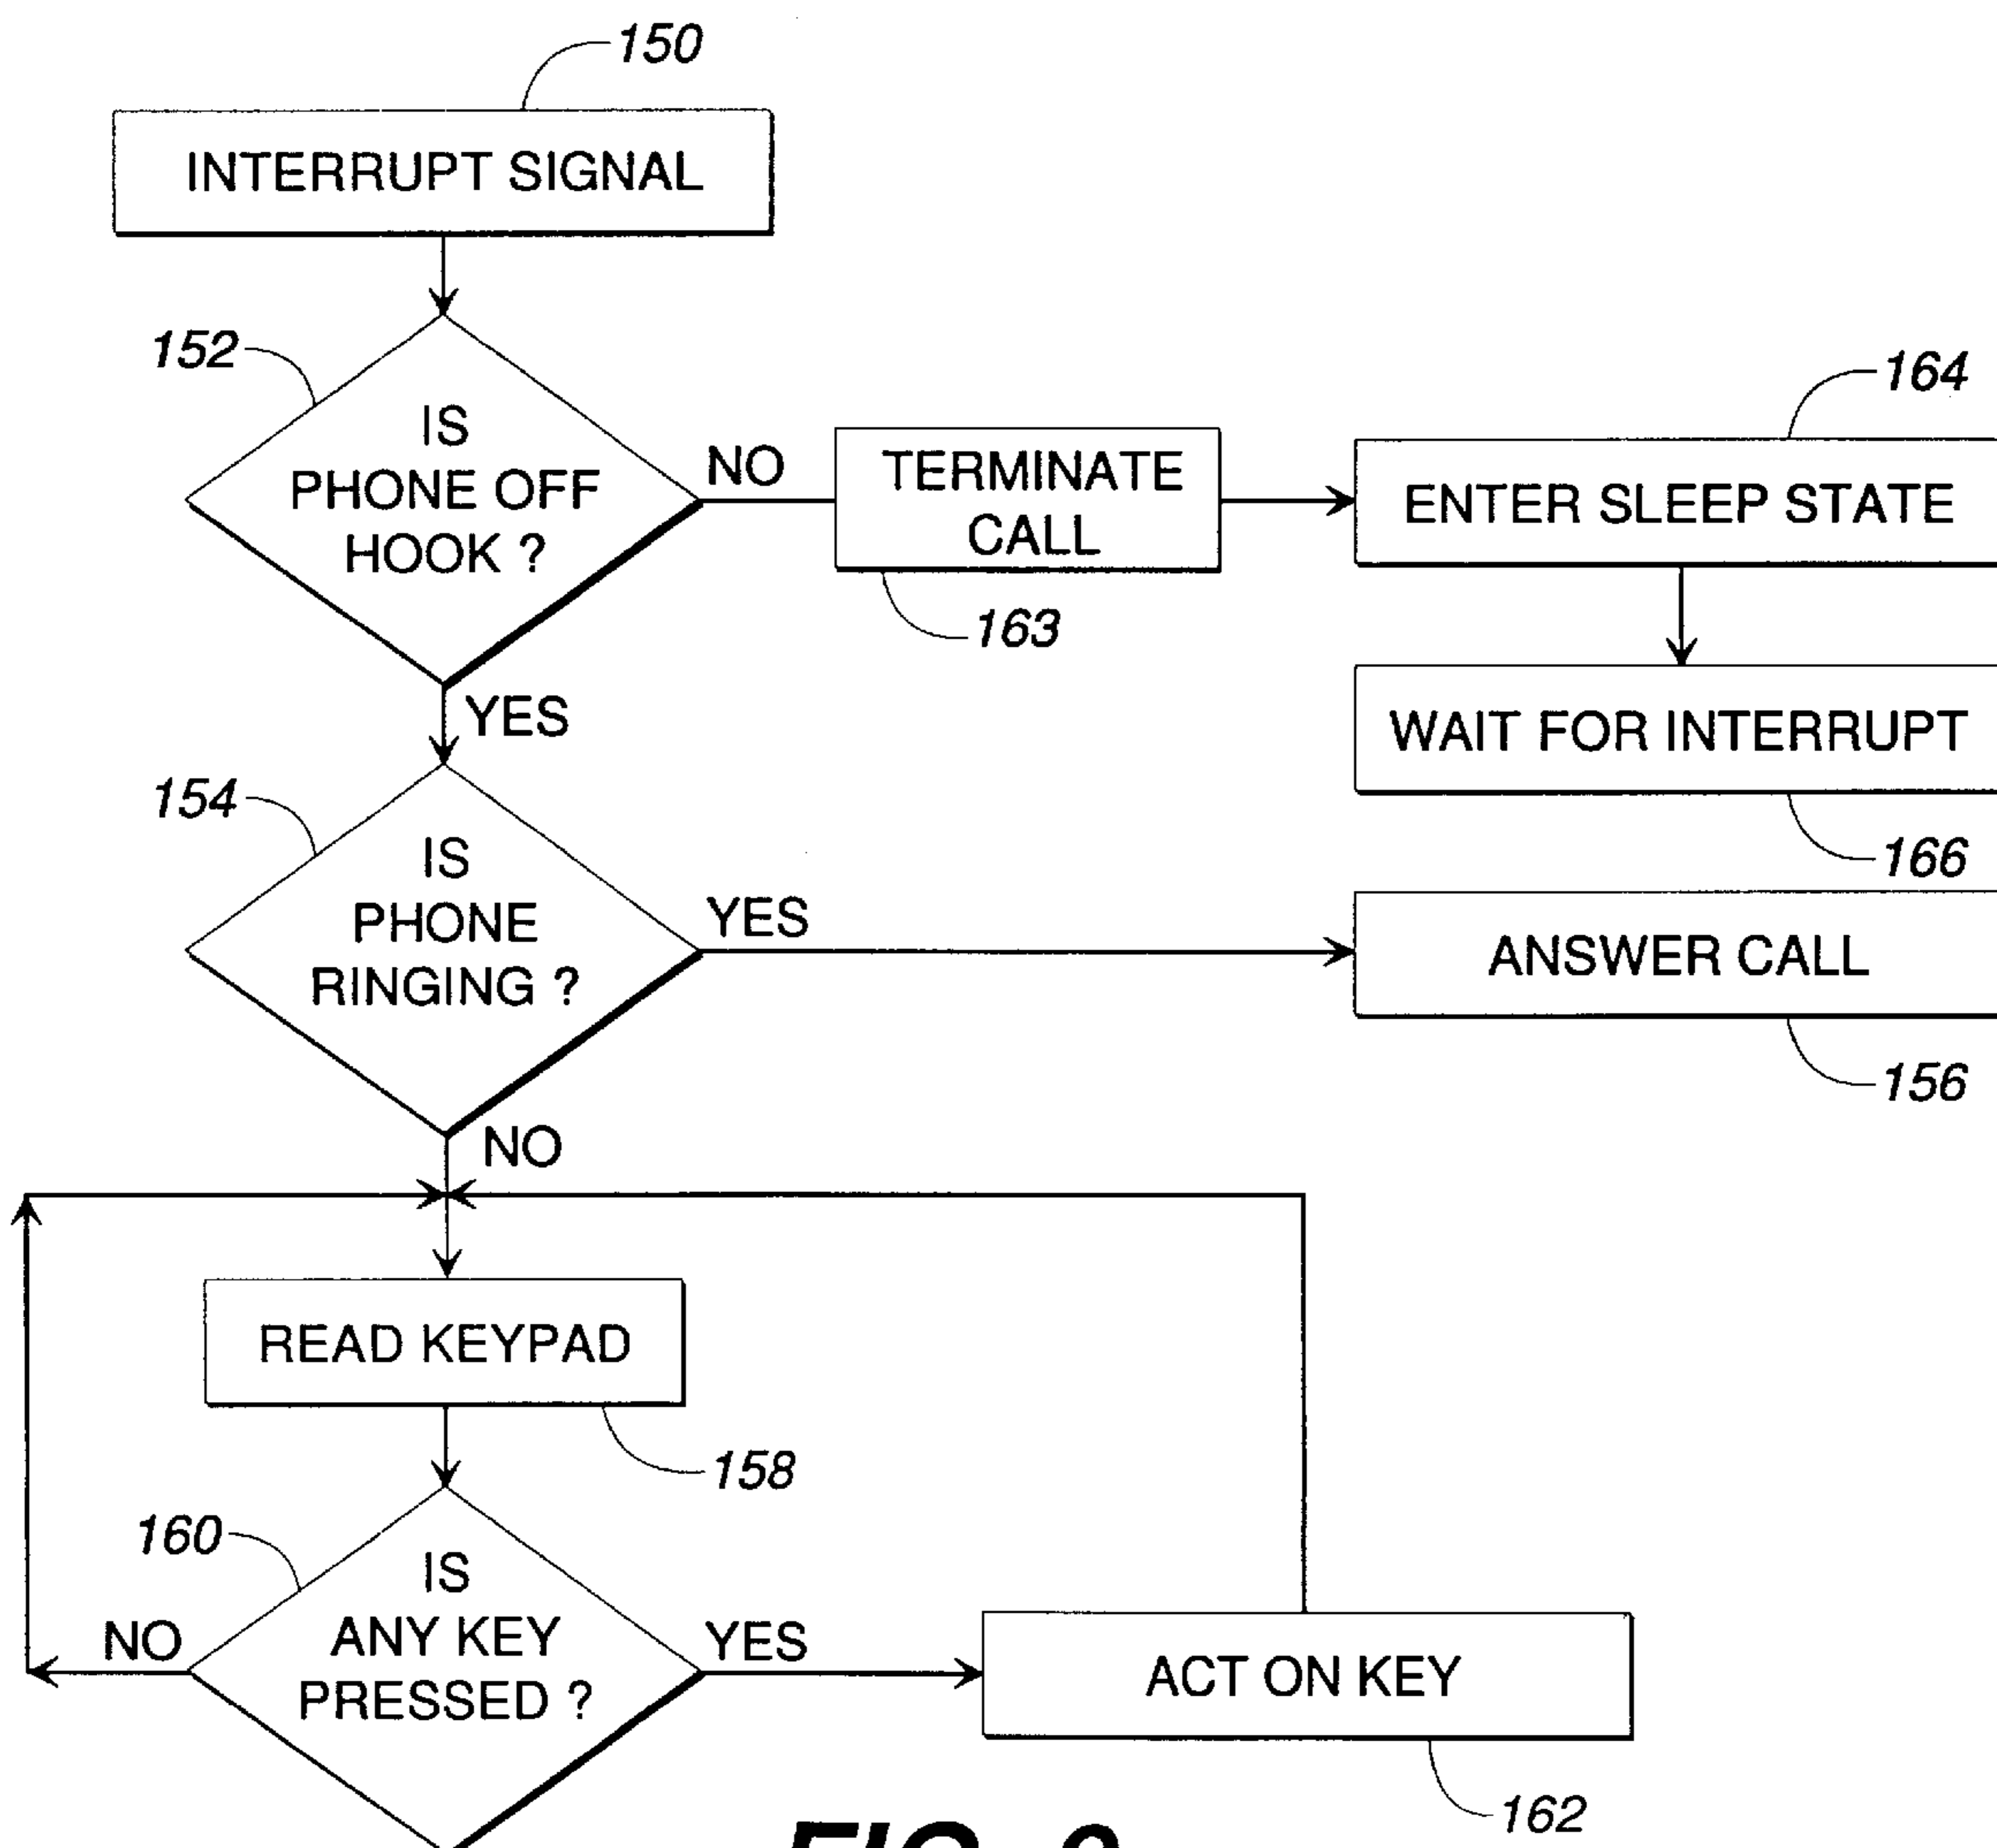 150
INTERRUPT SIGNAL
152
IS
PHONE OFF
HOOK ?
NO
TERMINATE
CALL
163
164
ENTER SLEEP STATE
YES
WAIT FOR INTERRUPT
166
154
IS
PHONE
RINGING ?
YES
ANSWER CALL
156
NO
READ KEYPAD
158
160
IS
ANY KEY
PRESSED ?
NO
YES
ACT ON KEY
162
FIG.